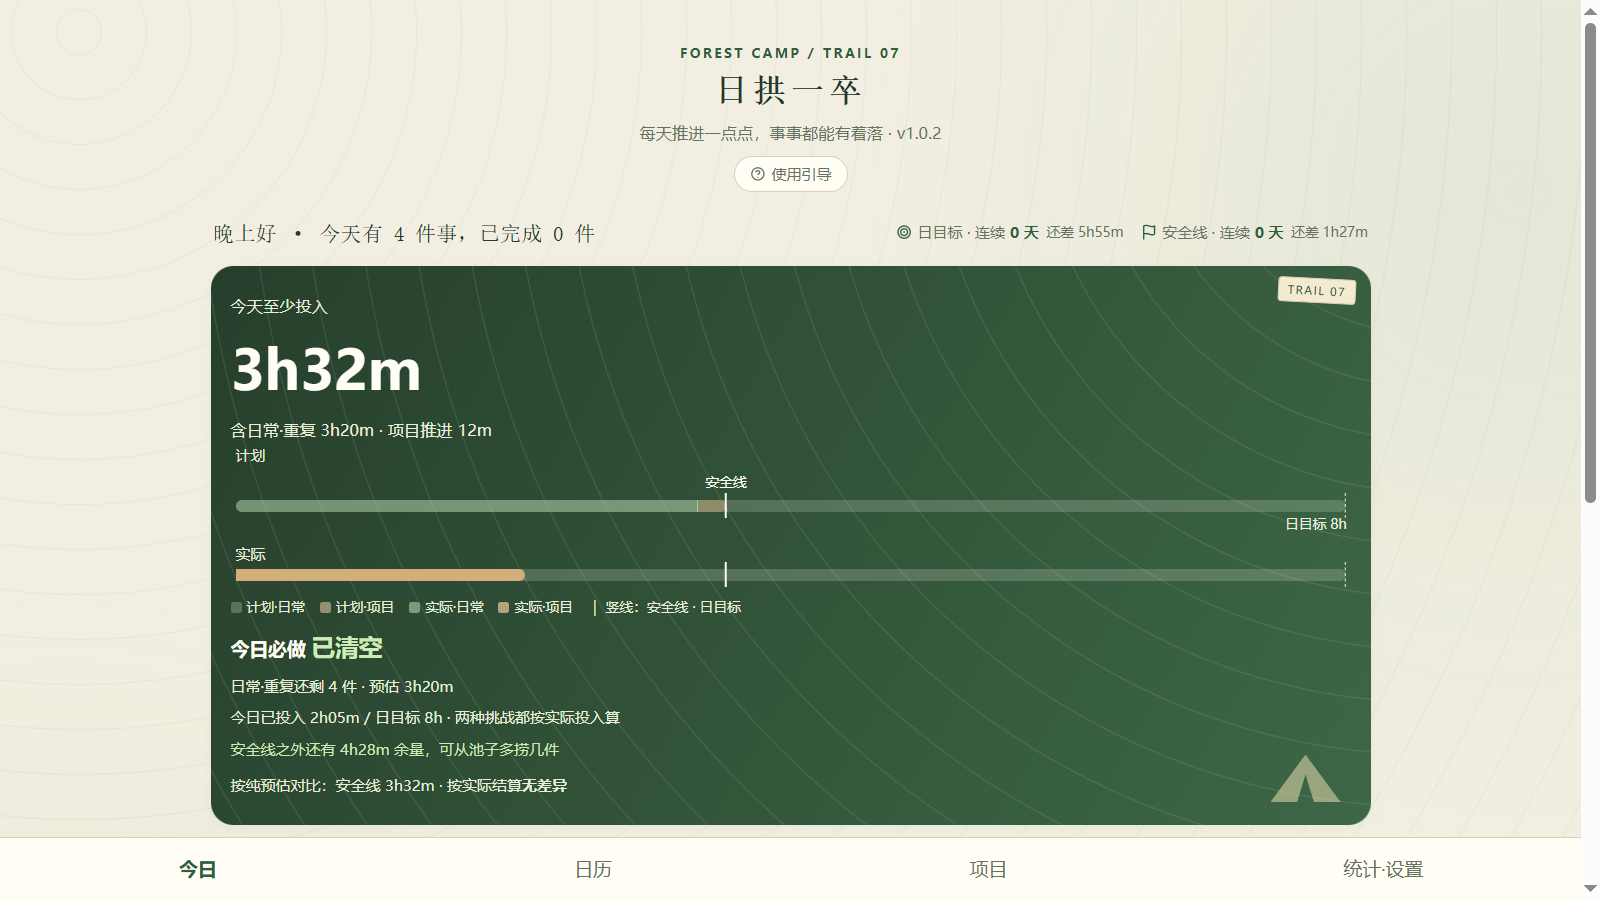 FOREST CAMP / TRAIL 07
日拱一卒
每天推进一点点，事事都能有着落 · v1.0.2
使用引导
晚上好 • 今天有 4 件事，已完成 0 件
日目标 · 连续 0 天 还差 5h55m
安全线 · 连续 0 天 还差 1h27m
TRAIL 07
今天至少投入
3h32m
含日常·重复 3h20m · 项目推进 12m
计划
安全线
日目标 8h
实际
计划·日常 计划·项目 实际·日常 实际·项目 竖线：安全线 · 日目标
今日必做 已清空
日常·重复还剩 4 件 · 预估 3h20m
今日已投入 2h05m / 日目标 8h · 两种挑战都按实际投入算
安全线之外还有 4h28m 余量，可从池子多捞几件
按纯预估对比：安全线 3h32m · 按实际结算无差异
今日
日历
项目
统计·设置